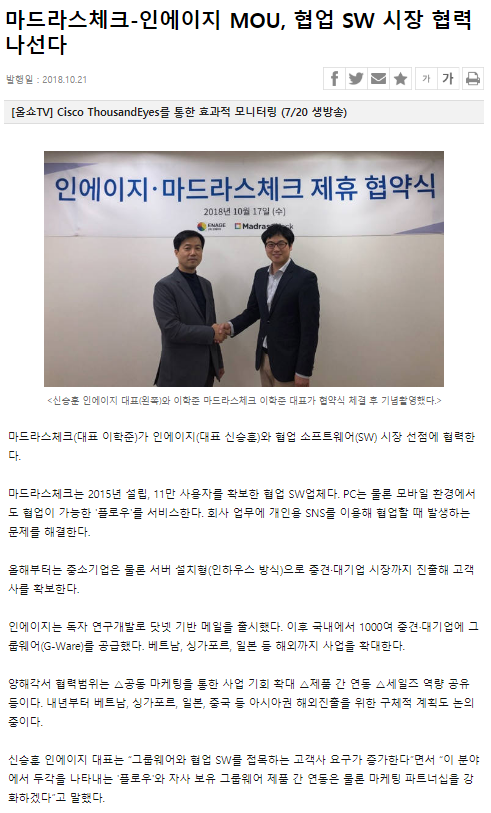 마드라스체크-인에이지 MOU, 협업 SW 시장 협력
나선다
발행일 : 2018.10.21
가 가
[올쇼TV] Cisco ThousandEyes를 통한 효과적 모니터링 (7/20 생방송)
인에이지·마드라스체크 제휴 협약식
2018년 10월 17일 (수)
ENAGE Madras
<신승훈 인에이지 대표(왼쪽)와 이학준 마드라스체크 이학준 대표가 협약식 체결 후 기념촬영했다.>
마드라스체크(대표 이학준)가 인에이지(대표 신승훈)와 협업 소프트웨어(SW) 시장 선점에 협력한
다.
마드라스체크는 2015년 설립, 11만 사용자를 확보한 협업 SW업체다. PC는 물론 모바일 환경에서
도 협업이 가능한 '플로우'를 서비스한다. 회사 업무에 개인용 SNS를 이용해 협업할 때 발생하는
문제를 해결한다.
올해부터는 중소기업은 물론 서버 설치형(인하우스 방식)으로 중견·대기업 시장까지 진출해 고객
사를 확보한다.
인에이지는 독자 연구개발로 닷넷 기반 메일을 출시했다. 이후 국내에서 1000여 중견·대기업에 그
룹웨어(G-Ware)를 공급했다. 베트남, 싱가포르, 일본 등 해외까지 사업을 확대한다.
양해각서 협력범위는 △공동 마케팅을 통한 사업 기회 확대 △제품 간 연동 △세일즈 역량 공유
등이다. 내년부터 베트남, 싱가포르, 일본, 중국 등 아시아권 해외진출을 위한 구체적 계획도 논의
중이다.
신승훈 인에이지 대표는 “그룹웨어와 협업 SW를 접목하는 고객사 요구가 증가한다”면서 “이 분야
에서 두각을 나타내는 '플로우'와 자사 보유 그룹웨어 제품 간 연동은 물론 마케팅 파트너십을 강
화하겠다”고 말했다.